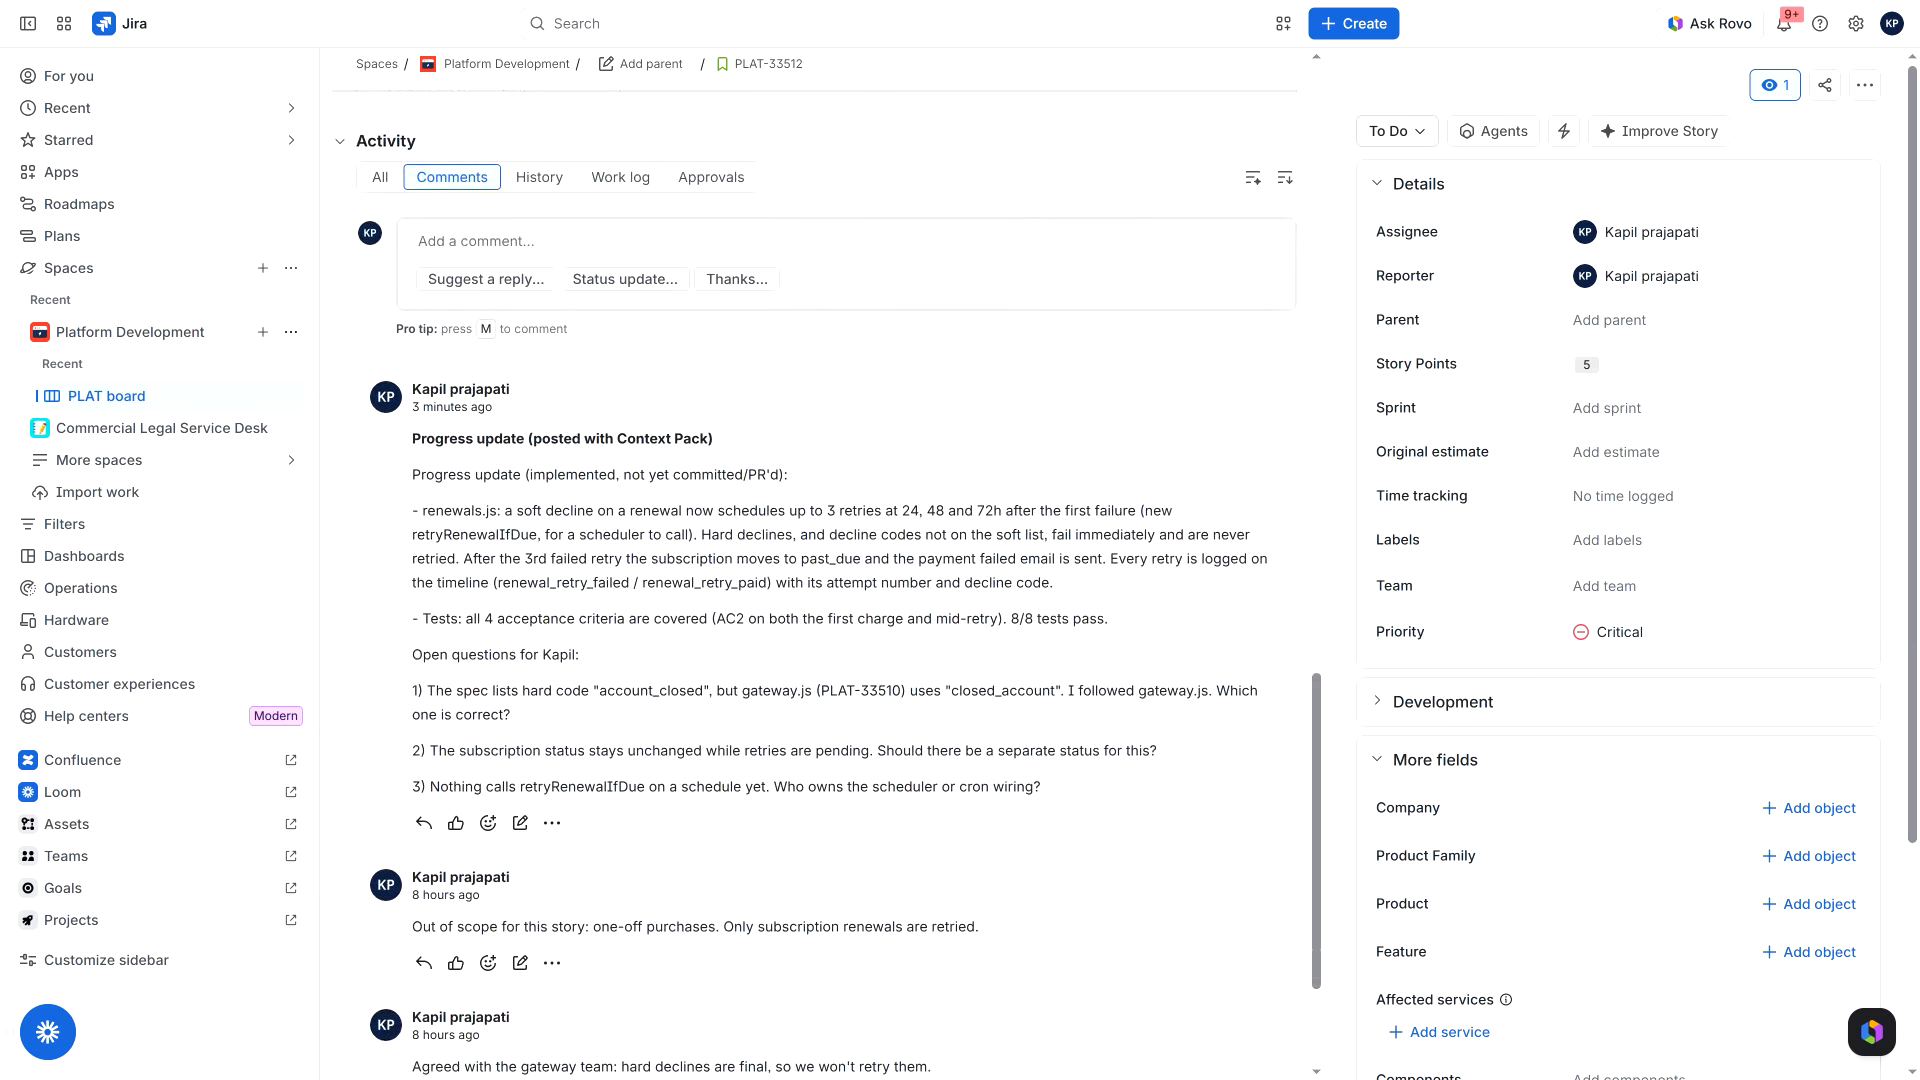 Jira
Search
Create
Ask Rovo
9+
KP
For you
Recent
Starred
Apps
Roadmaps
Plans
Spaces
Recent
Platform Development
Recent
PLAT board
Commercial Legal Service Desk
More spaces
Import work
Filters
Dashboards
Operations
Hardware
Customers
Customer experiences
Help centers
Modern
Confluence
Loom
Assets
Teams
Goals
Projects
Customize sidebar
Spaces / Platform Development / Add parent / PLAT-33512
Activity
All Comments History Work log Approvals
KP
Add a comment...
Suggest a reply... Status update... Thanks...
Pro tip: press M to comment
KP
Kapil prajapati
3 minutes ago
Progress update (posted with Context Pack)
Progress update (implemented, not yet committed/PR'd):
- renewals.js: a soft decline on a renewal now schedules up to 3 retries at 24, 48 and 72h after the first failure (new
retryRenewalIfDue, for a scheduler to call). Hard declines, and decline codes not on the soft list, fail immediately and are never
retried. After the 3rd failed retry the subscription moves to past_due and the payment failed email is sent. Every retry is logged on
the timeline (renewal_retry_failed / renewal_retry_paid) with its attempt number and decline code.
- Tests: all 4 acceptance criteria are covered (AC2 on both the first charge and mid-retry). 8/8 tests pass.
Open questions for Kapil:
1) The spec lists hard code "account_closed", but gateway.js (PLAT-33510) uses "closed_account". I followed gateway.js. Which
one is correct?
2) The subscription status stays unchanged while retries are pending. Should there be a separate status for this?
3) Nothing calls retryRenewalIfDue on a schedule yet. Who owns the scheduler or cron wiring?
KP
Kapil prajapati
8 hours ago
Out of scope for this story: one-off purchases. Only subscription renewals are retried.
KP
Kapil prajapati
8 hours ago
Agreed with the gateway team: hard declines are final, so we won't retry them.
1
To Do
Agents
Improve Story
Details
Assignee KP Kapil prajapati
Reporter KP Kapil prajapati
Parent Add parent
Story Points 5
Sprint Add sprint
Original estimate Add estimate
Time tracking No time logged
Labels Add labels
Team Add team
Priority Critical
Development
More fields
Company Add object
Product Family Add object
Product Add object
Feature Add object
Affected services
Add service
Components Add components